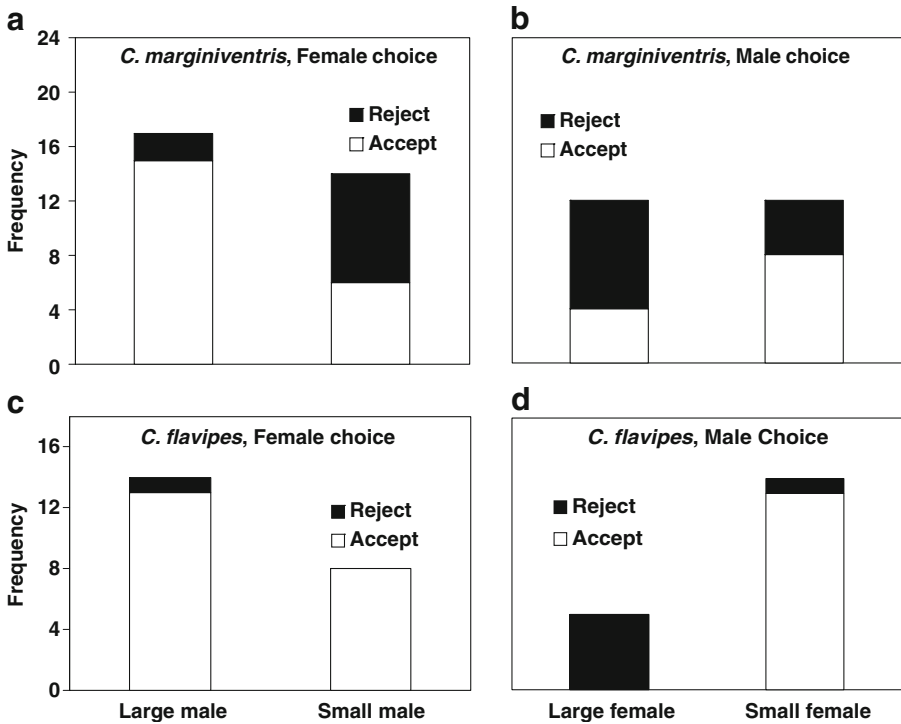 a
24
20
16
12
8
4
0
Frequency
C. marginiventris, Female choice
Reject
Accept
b
C. marginiventris, Male choice
Reject
Accept
c
16
12
8
4
0
Frequency
C. flavipes, Female choice
Reject
Accept
Large male Small male
d
C. flavipes, Male Choice
Reject
Accept
Large female Small female